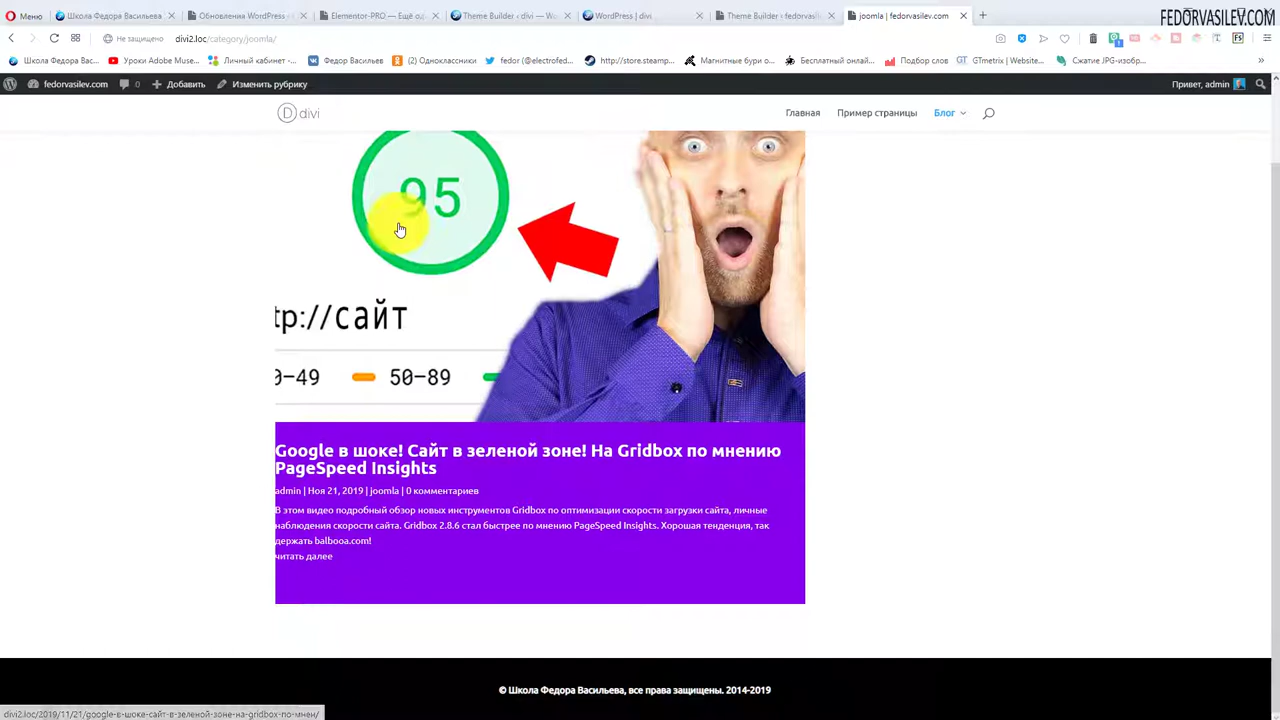 Меню
Школа Федора Васильева
Обновления WordPress
Elementor-PRO — Ещё од
Theme Builder ‹ divi — W
WordPress | divi
Theme Builder ‹ fedorvasil
joomla | fedorvasilev.com
FEDORVASILEV.COM
Не защищено
divi2.loc/category/joomla/
Школа Федора Вас...
Уроки Adobe Muse...
Личный кабинет -...
Федор Васильев
(2) Одноклассники
fedor (@electrofed...
http://store.steamp...
Магнитные бури о...
Бесплатный онлай...
Подбор слов
GTmetrix | Website...
Сжатие JPG-изобр...
fedorvasilev.com
0
Добавить
Изменить рубрику
Привет, admin
divi
Главная
Пример страницы
Блог
95
tp://сайт
0–49
50–89
Google в шоке! Сайт в зеленой зоне! На Gridbox по мнению
PageSpeed Insights
admin | Ноя 21, 2019 | joomla | 0 комментариев
В этом видео подробный обзор новых инструментов Gridbox по оптимизации скорости загрузки сайта, личные
наблюдения скорости сайта. Gridbox 2.8.6 стал быстрее по мнению PageSpeed Insights. Хорошая тенденция, так
держать balbooa.com!
читать далее
© Школа Федора Васильева, все права защищены. 2014-2019
divi2.loc/2019/11/21/google-в-шоке-сайт-в-зеленой-зоне-на-gridbox-по-мнен/